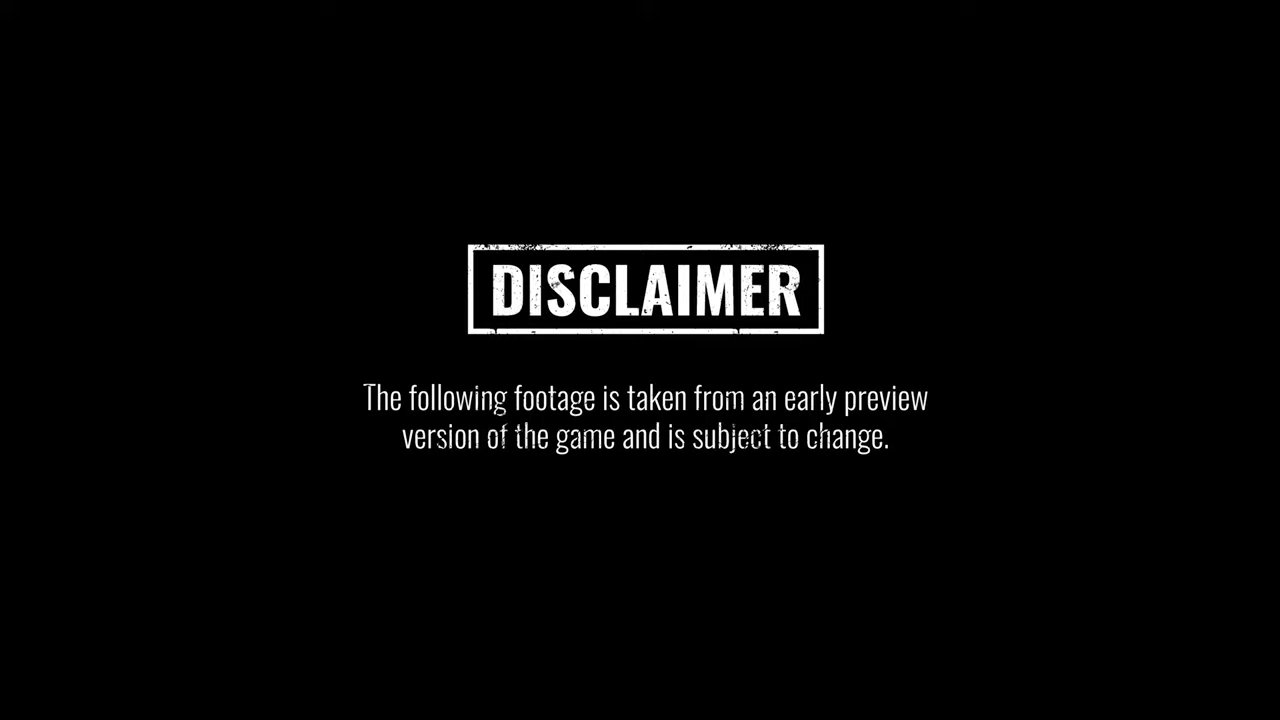 DISCLAIMER
The following footage is taken from an early preview
version of the game and is subject to change.